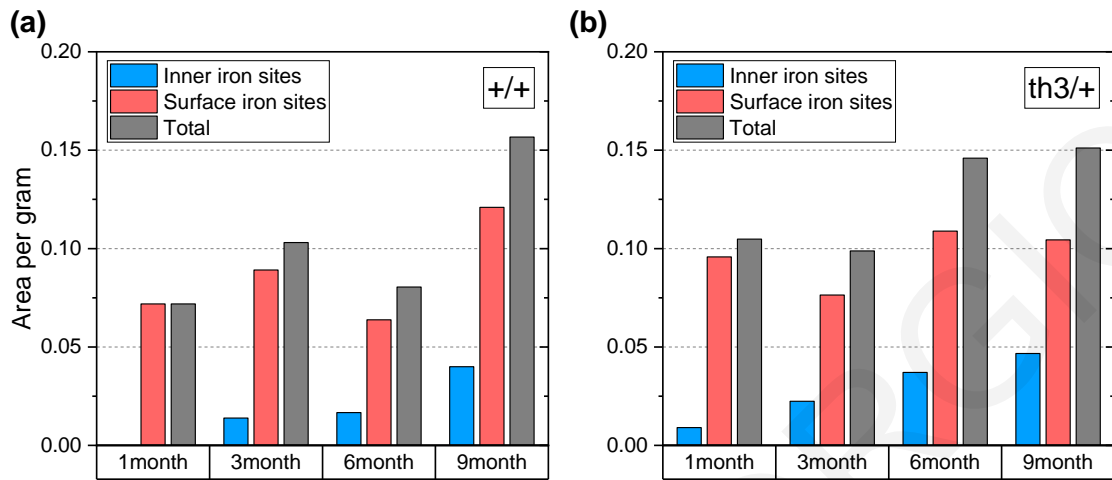 (a)
0.20
0.15
0.10
0.05
0.00
Area per gram
Inner iron sites
Surface iron sites
Total
+/+
1month 3month 6month 9month
(b)
0.20
0.15
0.10
0.05
0.00
Inner iron sites
Surface iron sites
Total
th3/+
1month 3month 6month 9month